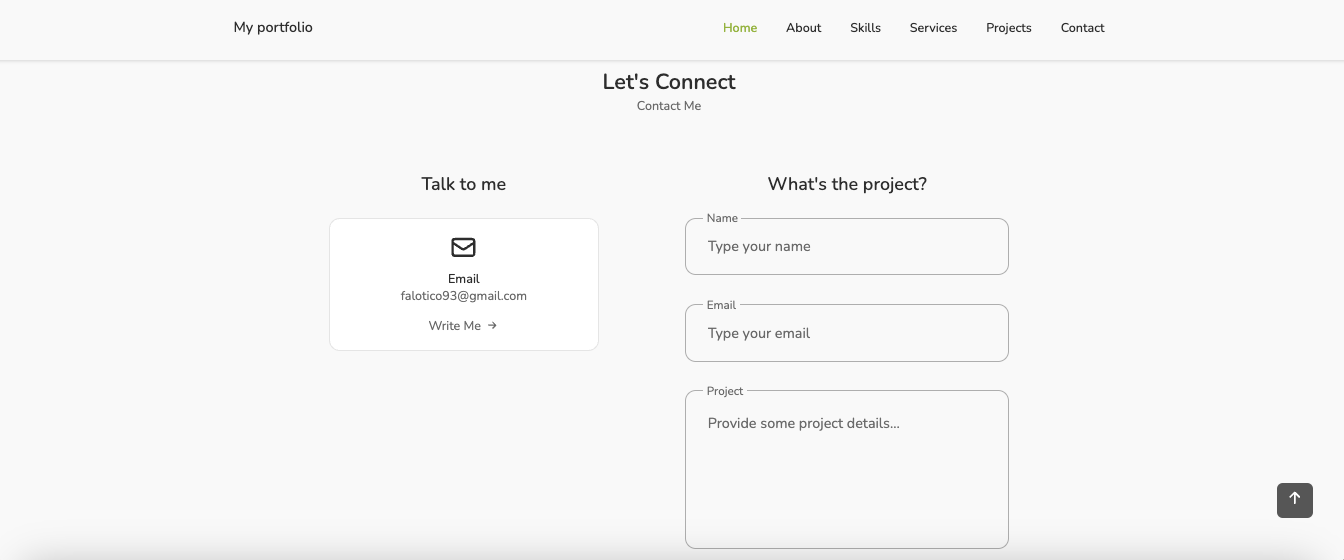 My portfolio
Home About Skills Services Projects Contact
Let's Connect
Contact Me
Talk to me
Email
falotico93@gmail.com
Write Me →
What's the project?
Name
Type your name
Email
Type your email
Project
Provide some project details...